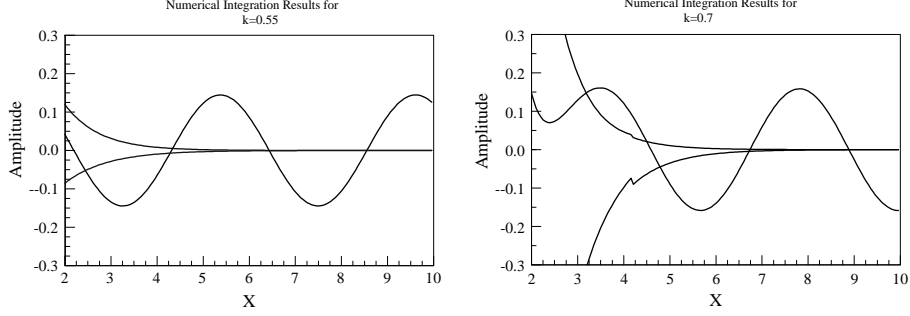 Numerical Integration Results for
k=0.55
0.3
0.2
0.1
0.0
--0.1
-0.2
-0.3
Amplitude
2 3 4 5 6 7 8 9 10
X
Numerical Integration Results for
k=0.7
0.3
0.2
0.1
0.0
--0.1
-0.2
-0.3
Amplitude
2 3 4 5 6 7 8 9 10
X